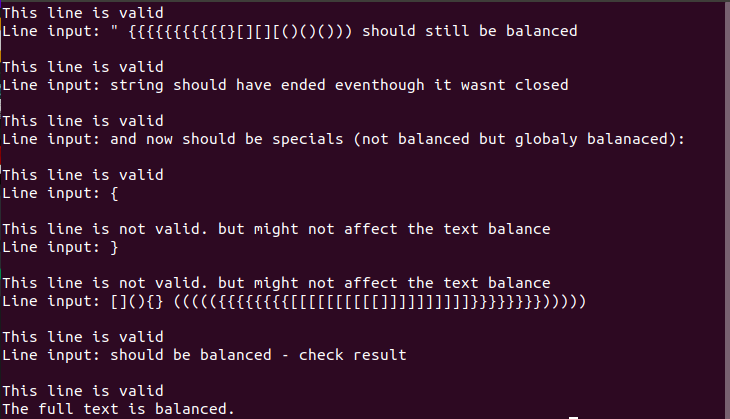 This line is valid
Line input: " {{{{{{{{{{{}[][][()()())) should still be balanced
This line is valid
Line input: string should have ended eventhough it wasnt closed
This line is valid
Line input: and now should be specials (not balanced but globaly balanaced):
This line is valid
Line input: {
This line is not valid. but might not affect the text balance
Line input: }
This line is not valid. but might not affect the text balance
Line input: [](){} ((((({{{{{{{{[[[[[[[[[[]]]]]]]]]]}}}}}}}})))))
This line is valid
Line input: should be balanced - check result
This line is valid
The full text is balanced.